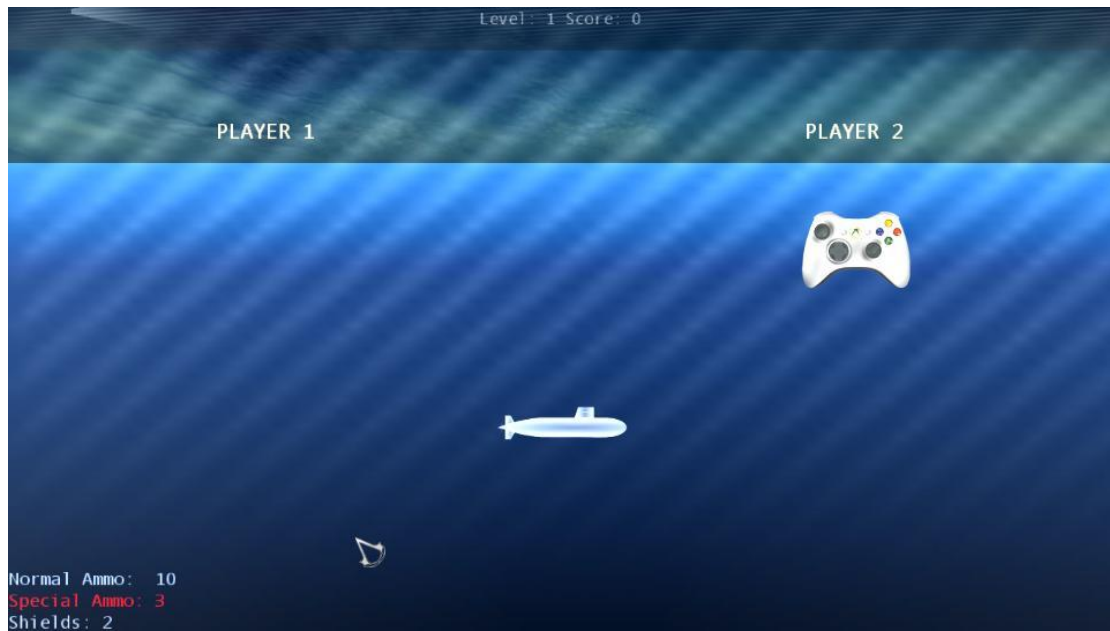 Level: 1 Score: 0
PLAYER 1
PLAYER 2
Normal Ammo: 10
Special Ammo: 3
Shields: 2